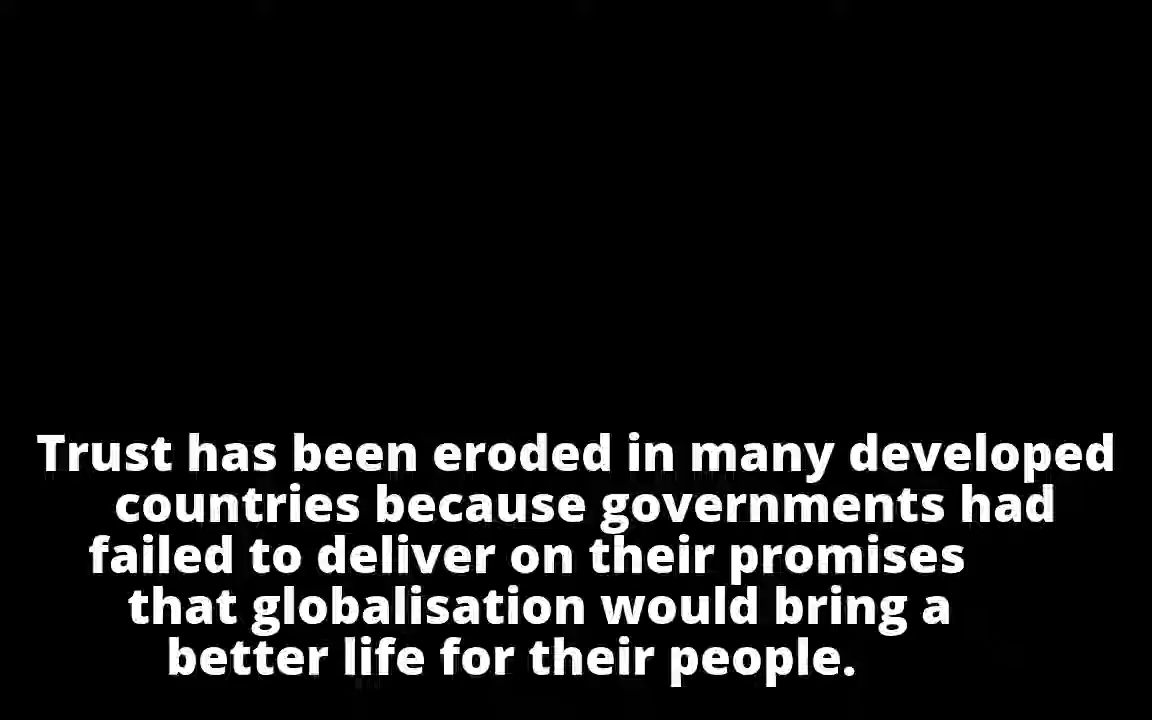 Trust has been eroded in many developed
countries because governments had
failed to deliver on their promises
that globalisation would bring a
better life for their people.